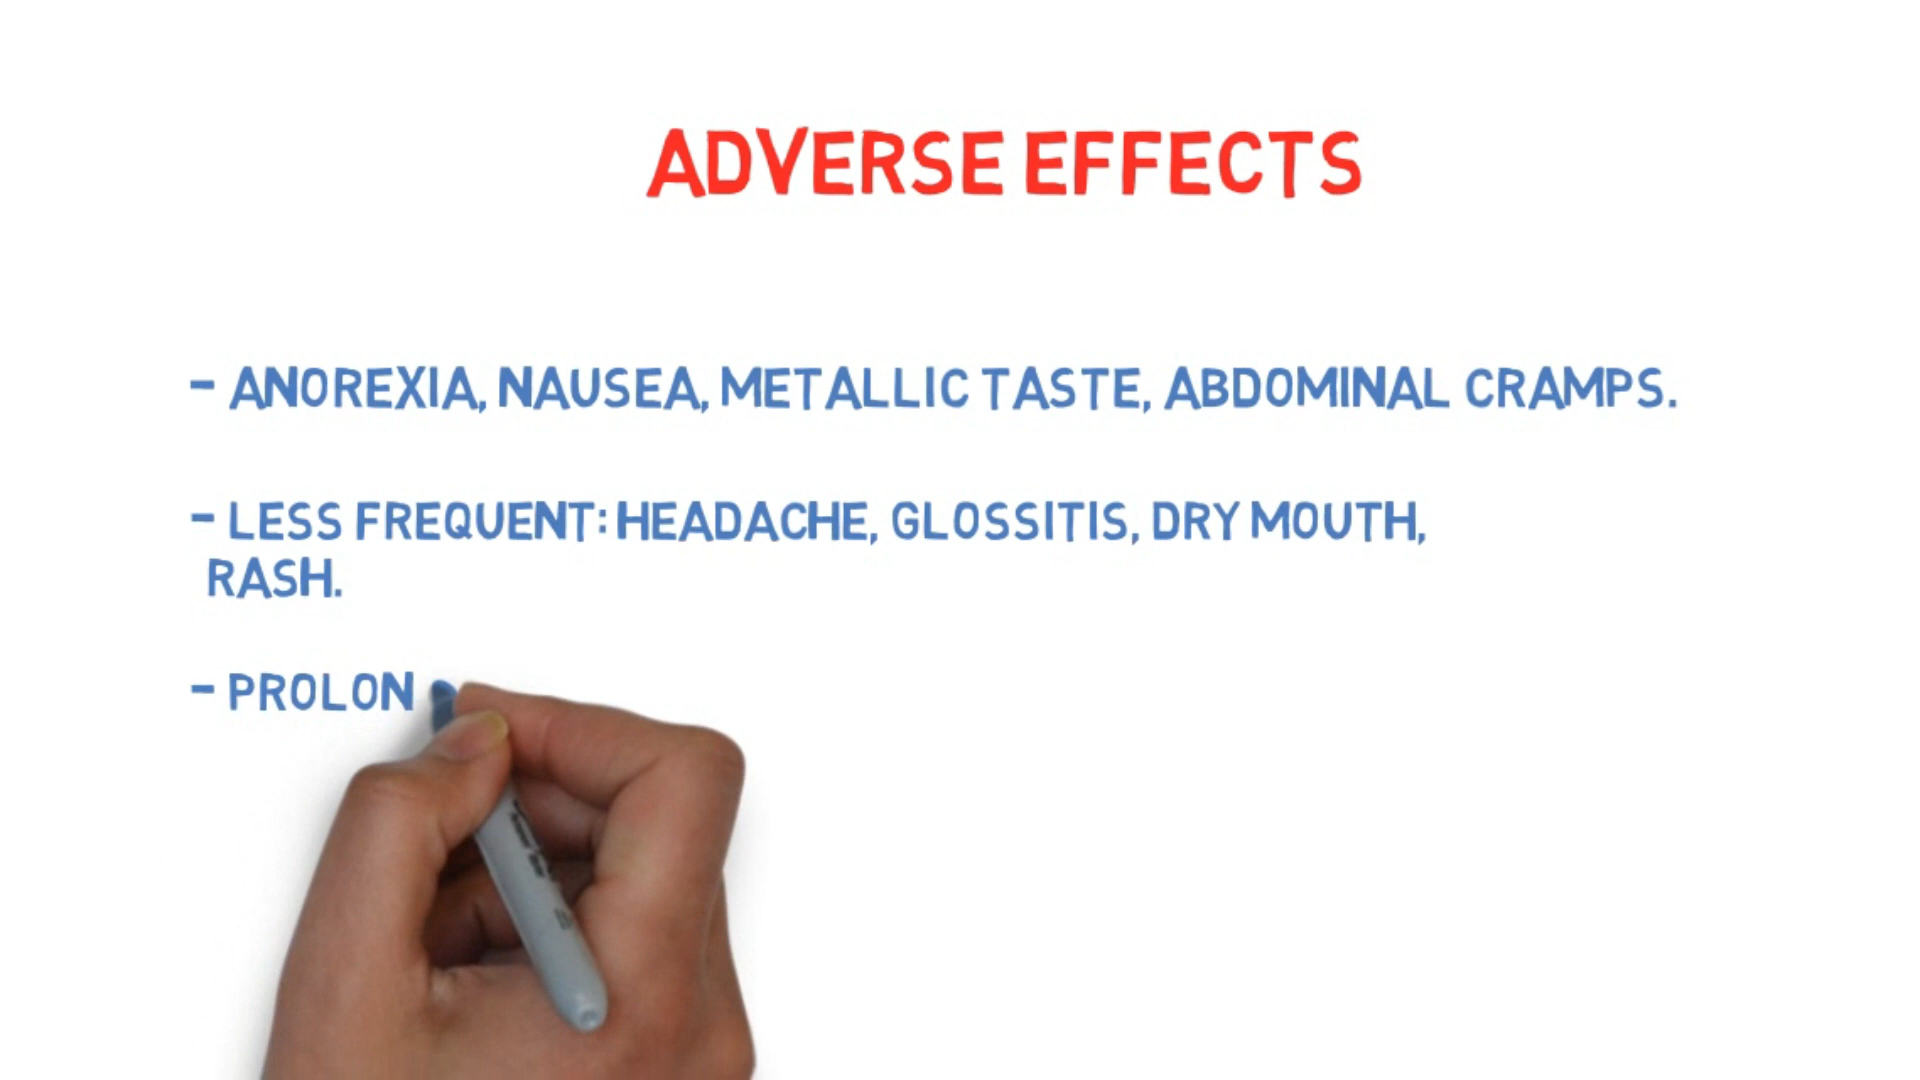 ADVERSE EFFECTS
- ANOREXIA, NAUSEA, METALLIC TASTE, ABDOMINAL CRAMPS.
- LESS FREQUENT: HEADACHE, GLOSSITIS, DRY MOUTH,
RASH.
- PROLON